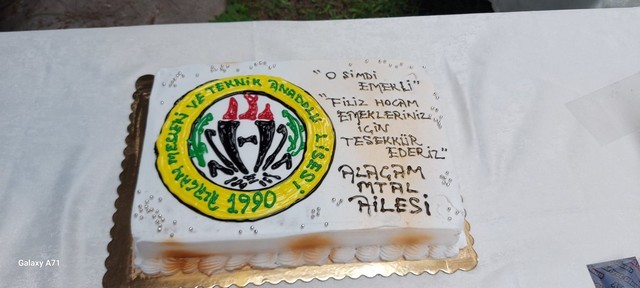 ALAÇAM MESLEKİ VE TEKNİK ANADOLU LİSESİ
1990
"O ŞİMDİ
EMEKLİ"
"FİLİZ HOCAM
EMEKLERİNİZ
İÇİN
TEŞEKKÜR
EDERİZ"
ALAÇAM
MTAL
AİLESİ
Galaxy A71